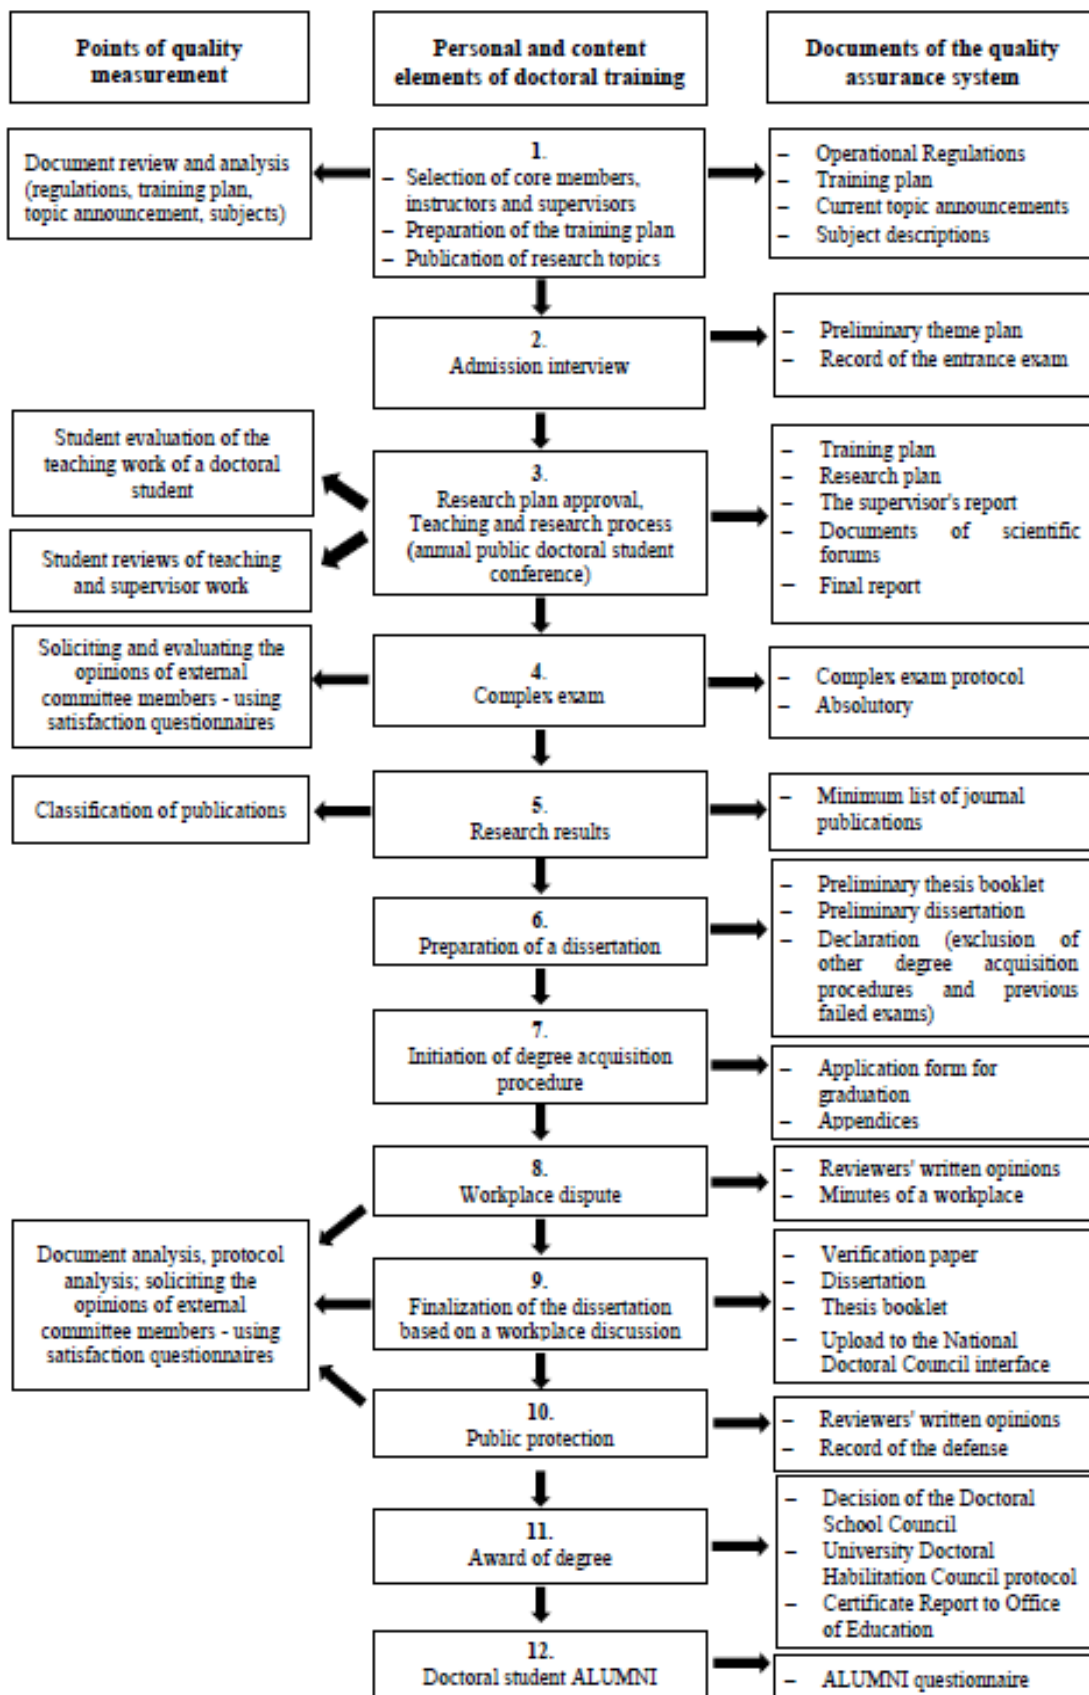 Points of quality
measurement
Personal and content
elements of doctoral training
Documents of the quality
assurance system
Document review and analysis
(regulations, training plan,
topic announcement, subjects)
1.
– Selection of core members,
instructors and supervisors
– Preparation of the training plan
– Publication of research topics
– Operational Regulations
– Training plan
– Current topic announcements
– Subject descriptions
2.
Admission interview
– Preliminary theme plan
– Record of the entrance exam
Student evaluation of the
teaching work of a doctoral
student
Student reviews of teaching
and supervisor work
3.
Research plan approval,
Teaching and research process
(annual public doctoral student
conference)
– Training plan
– Research plan
– The supervisor's report
– Documents of scientific
forums
– Final report
Soliciting and evaluating the
opinions of external
committee members - using
satisfaction questionnaires
4.
Complex exam
– Complex exam protocol
– Absolutory
Classification of publications
5.
Research results
– Minimum list of journal
publications
6.
Preparation of a dissertation
– Preliminary thesis booklet
– Preliminary dissertation
– Declaration (exclusion of
other degree acquisition
procedures and previous
failed exams)
7.
Initiation of degree acquisition
procedure
– Application form for
graduation
– Appendices
8.
Workplace dispute
– Reviewers' written opinions
– Minutes of a workplace
Document analysis, protocol
analysis; soliciting the
opinions of external
committee members - using
satisfaction questionnaires
9.
Finalization of the dissertation
based on a workplace discussion
– Verification paper
– Dissertation
– Thesis booklet
– Upload to the National
Doctoral Council interface
10.
Public protection
– Reviewers' written opinions
– Record of the defense
11.
Award of degree
– Decision of the Doctoral
School Council
– University Doctoral
Habilitation Council protocol
– Certificate Report to Office
of Education
12.
Doctoral student ALUMNI
– ALUMNI questionnaire